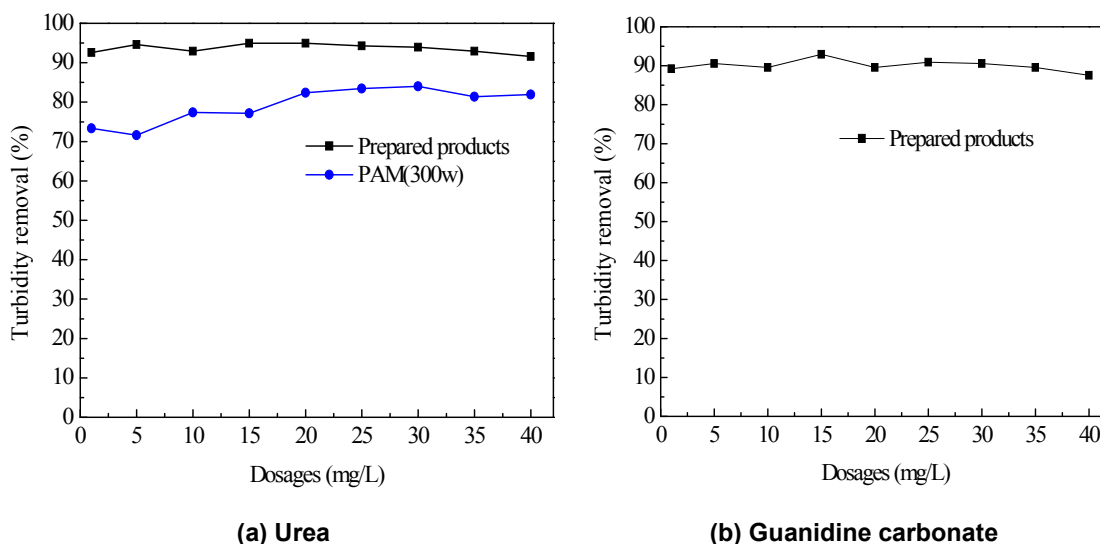 100
90
80
70
60
50
40
30
20
10
0
Turbidity removal (%)
Prepared products
PAM(300w)
0 5 10 15 20 25 30 35 40
Dosages (mg/L)
(a) Urea
100
90
80
70
60
50
40
30
20
10
0
Turbidity removal (%)
Prepared products
0 5 10 15 20 25 30 35 40
Dosages (mg/L)
(b) Guanidine carbonate